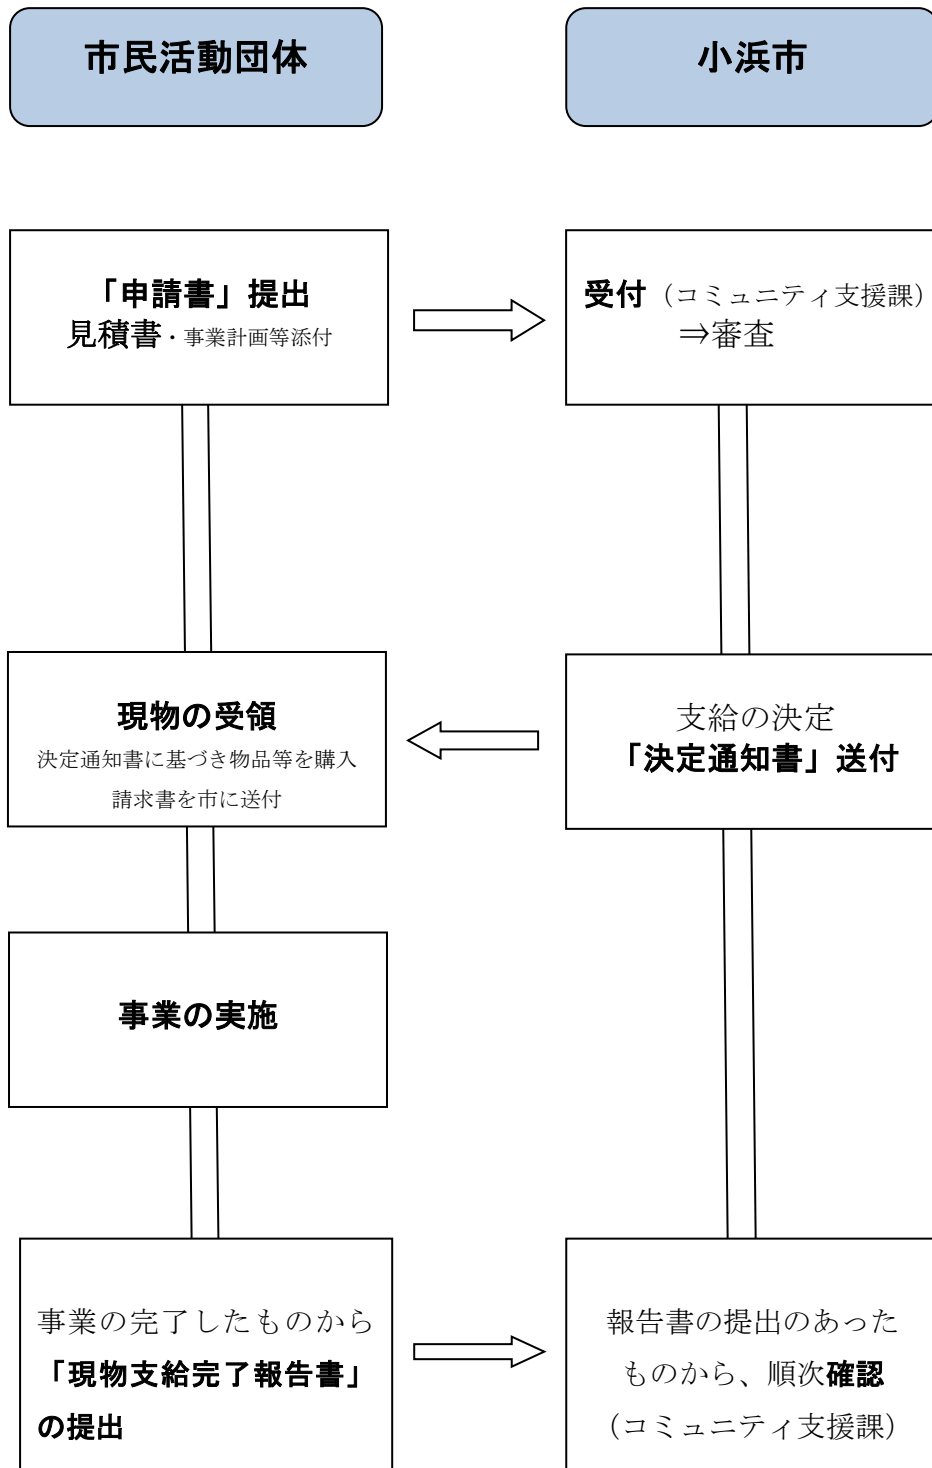 市民活動団体
小浜市
「申請書」提出
見積書・事業計画等添付
受付（コミュニティ支援課）
⇒審査
現物の受領
決定通知書に基づき物品等を購入
請求書を市に送付
支給の決定
「決定通知書」送付
事業の実施
事業の完了したものから
「現物支給完了報告書」
の提出
報告書の提出のあった
ものから、順次確認
（コミュニティ支援課）